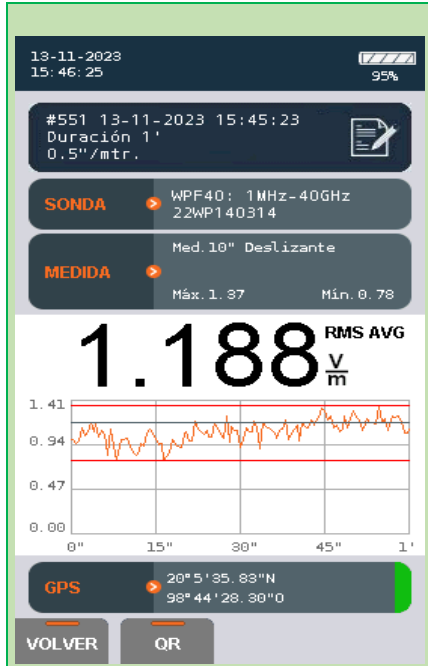 13-11-2023
15:46:25
95%
#551 13-11-2023 15:45:23
Duración 1'
0.5"/mtr.
SONDA
WPF40: 1MHz-40GHz
22WP140314
MEDIDA
Med.10" Deslizante
Máx.1.37 Mín.0.78
1.188 RMS AVG
V/m
1.41
0.94
0.47
0.00
0" 15" 30" 45" 1'
GPS
20°5'35.83"N
98°44'28.30"O
VOLVER QR